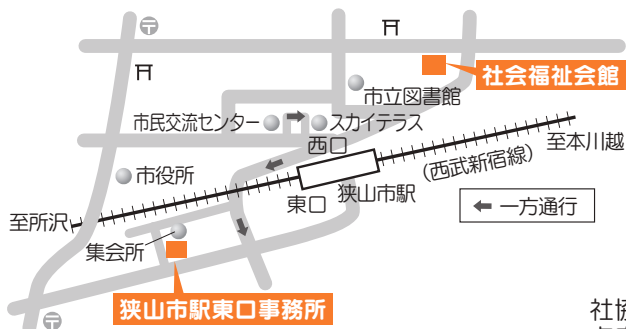 社会福祉会館
市立図書館
市民交流センター
スカイテラス
西口
至本川越
(西武新宿線)
市役所
狭山市駅
東口
一方通行
至所沢
集会所
狭山市駅東口事務所
社協